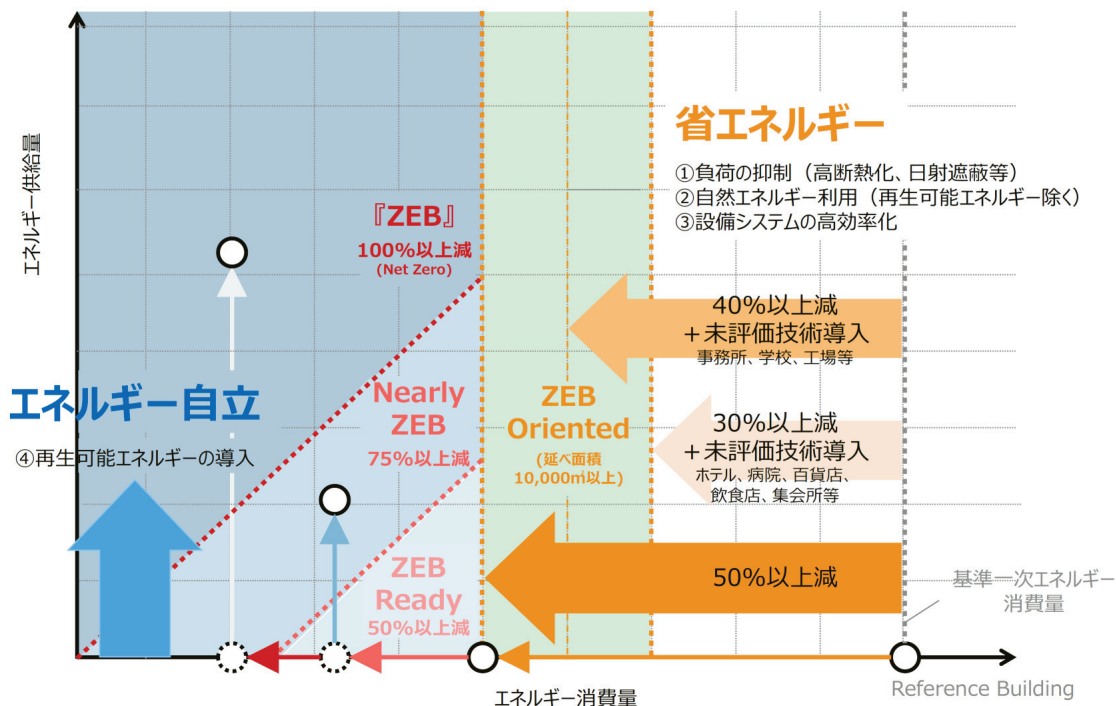 エネルギー供給量
省エネルギー
①負荷の抑制（高断熱化、日射遮蔽等）
②自然エネルギー利用（再生可能エネルギー除く）
③設備システムの高効率化
『ZEB』
100%以上減
(Net Zero)
40%以上減
＋未評価技術導入
事務所、学校、工場等
エネルギー自立
④再生可能エネルギーの導入
Nearly
ZEB
75%以上減
ZEB
Oriented
(延べ面積
10,000㎡以上)
30%以上減
＋未評価技術導入
ホテル、病院、百貨店、
飲食店、集会所等
ZEB
Ready
50%以上減
50%以上減
基準一次エネルギー
消費量
エネルギー消費量
Reference Building